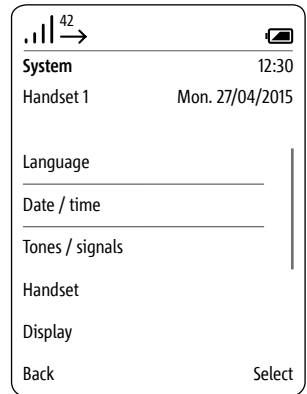 42
System 12:30
Handset 1 Mon. 27/04/2015
Language
Date / time
Tones / signals
Handset
Display
Back Select